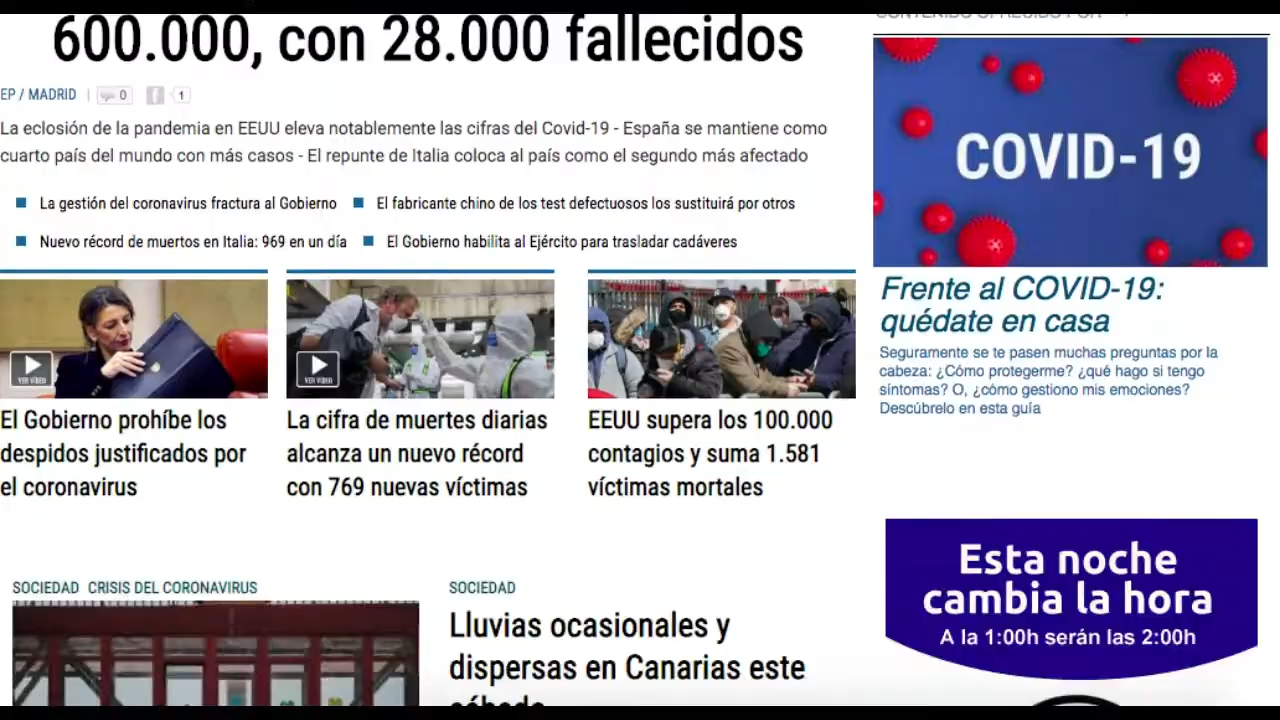 600.000, con 28.000 fallecidos
EP / MADRID | 0 1
La eclosión de la pandemia en EEUU eleva notablemente las cifras del Covid-19 - España se mantiene como
cuarto país del mundo con más casos - El repunte de Italia coloca al país como el segundo más afectado
La gestión del coronavirus fractura al Gobierno
El fabricante chino de los test defectuosos los sustituirá por otros
Nuevo récord de muertos en Italia: 969 en un día
El Gobierno habilita al Ejército para trasladar cadáveres
VER VÍDEO
El Gobierno prohíbe los
despidos justificados por
el coronavirus
VER VÍDEO
La cifra de muertes diarias
alcanza un nuevo récord
con 769 nuevas víctimas
EEUU supera los 100.000
contagios y suma 1.581
víctimas mortales
SOCIEDAD CRISIS DEL CORONAVIRUS
SOCIEDAD
Lluvias ocasionales y
dispersas en Canarias este
sábado
CONTENIDO OFRECIDO POR
COVID-19
Frente al COVID-19:
quédate en casa
Seguramente se te pasen muchas preguntas por la
cabeza: ¿Cómo protegerme? ¿qué hago si tengo
síntomas? O, ¿cómo gestiono mis emociones?
Descúbrelo en esta guía
Esta noche
cambia la hora
A la 1:00h serán las 2:00h